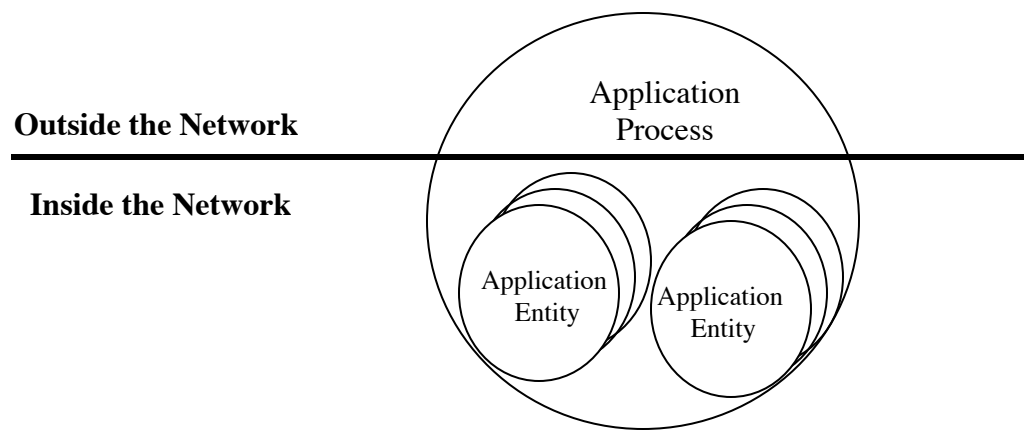 Application
Process
Outside the Network
Inside the Network
Application
Entity
Application
Entity